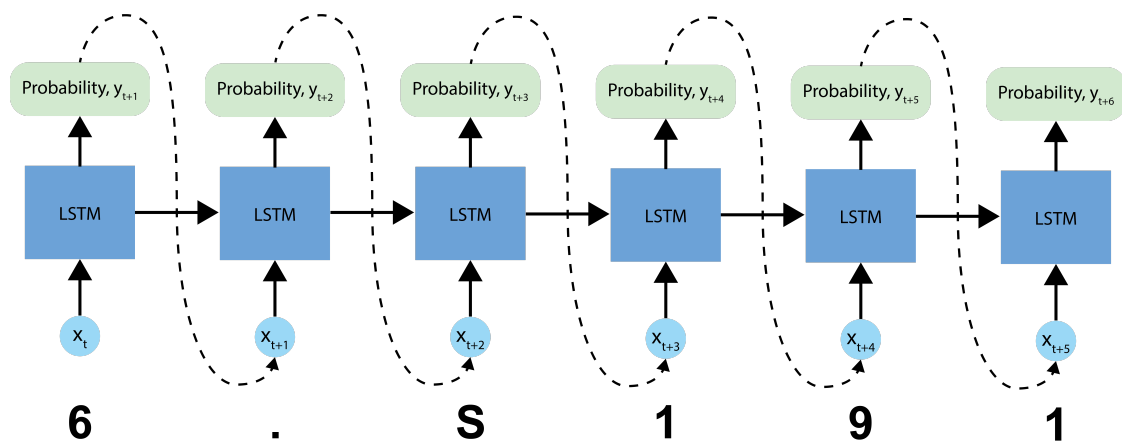 Probability, yt+1 Probability, yt+2 Probability, yt+3 Probability, yt+4 Probability, yt+5 Probability, yt+6
LSTM LSTM LSTM LSTM LSTM LSTM
xt xt+1 xt+2 xt+3 xt+4 xt+5
6 . S 1 9 1